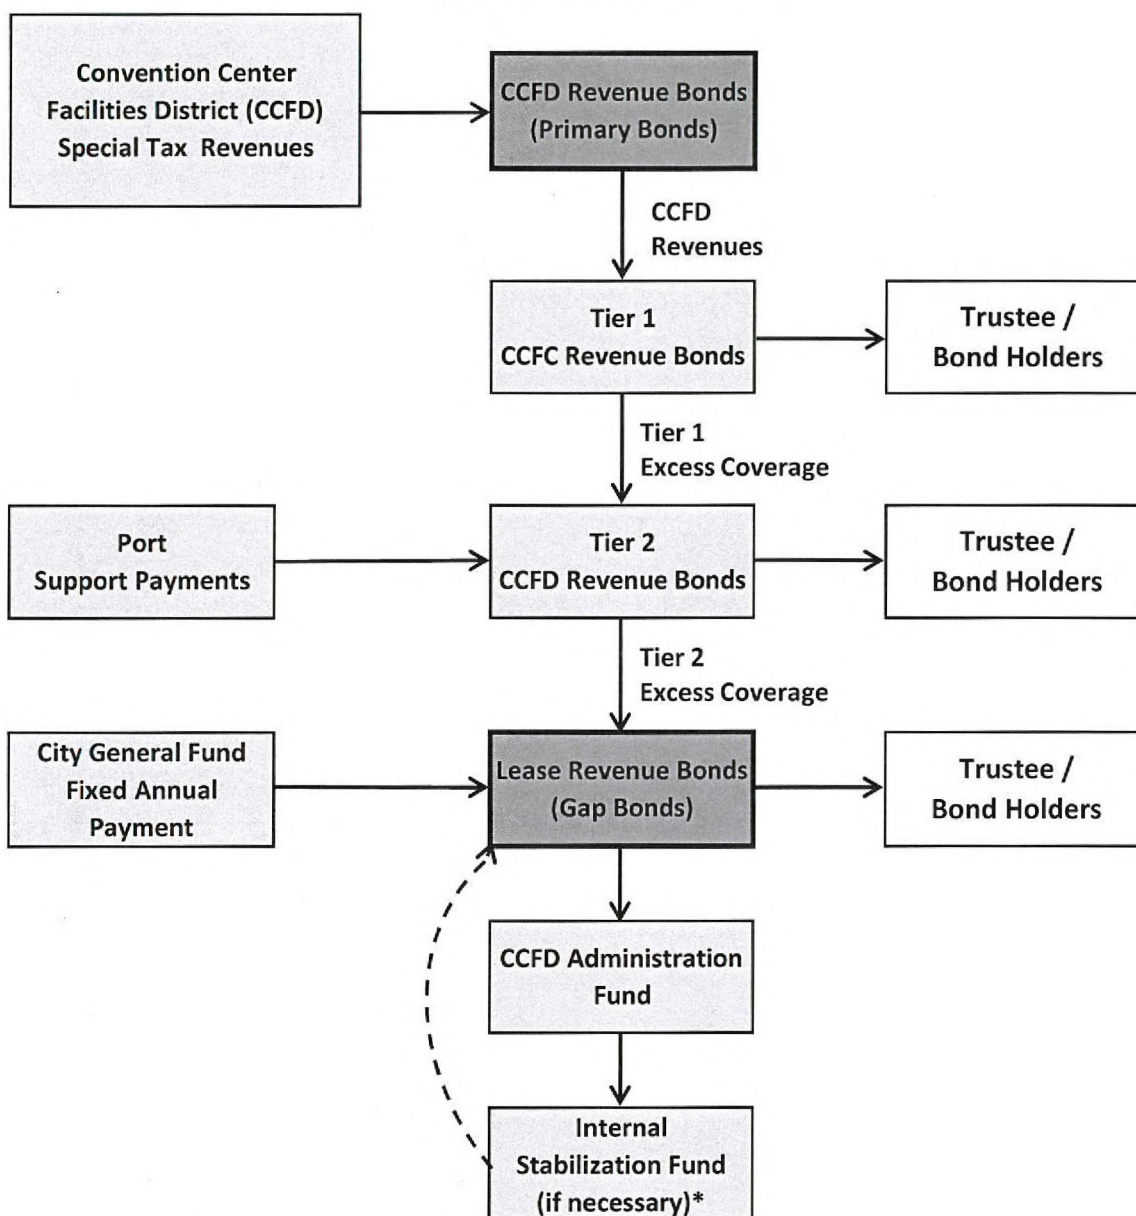 Convention Center
Facilities District (CCFD)
Special Tax Revenues
CCFD Revenue Bonds
(Primary Bonds)
CCFD
Revenues
Tier 1
CCFC Revenue Bonds
Trustee /
Bond Holders
Tier 1
Excess Coverage
Port
Support Payments
Tier 2
CCFD Revenue Bonds
Trustee /
Bond Holders
Tier 2
Excess Coverage
City General Fund
Fixed Annual
Payment
Lease Revenue Bonds
(Gap Bonds)
Trustee /
Bond Holders
CCFD Administration
Fund
Internal
Stabilization Fund
(if necessary)*